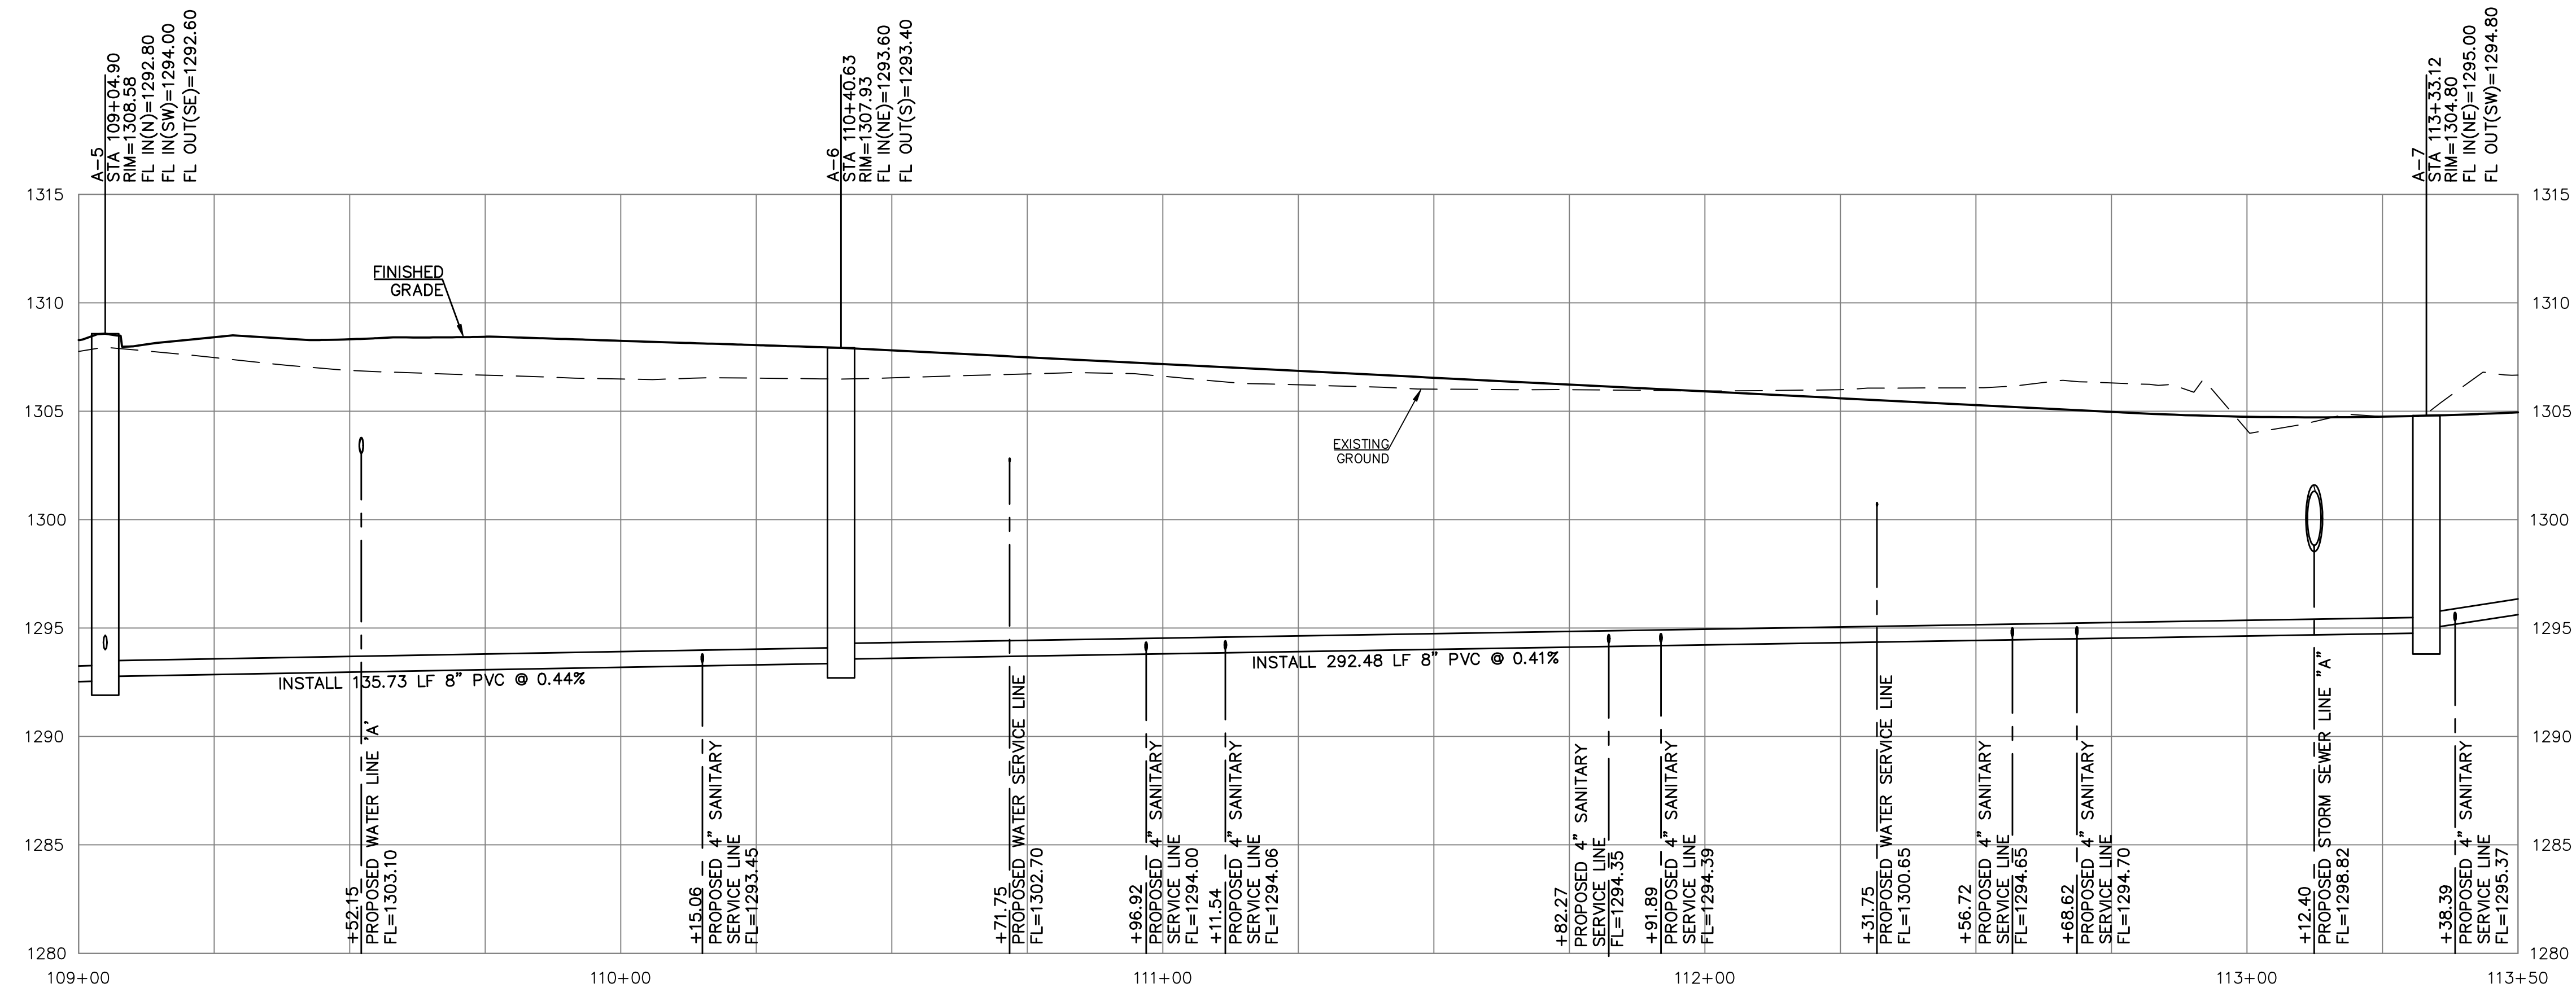 A-5
STA 109+04.90
RIM=1308.58
FL IN(N)=1292.80
FL IN(SW)=1294.00
FL OUT(SE)=1292.60
A-6
STA 110+40.63
RIM=1307.93
FL IN(NE)=1293.60
FL OUT(S)=1293.40
A-7
STA 113+33.12
RIM=1304.80
FL IN(NE)=1295.00
FL OUT(SW)=1294.80
1315
1315
FINISHED
GRADE
1310
1310
1305
1305
EXISTING
GROUND
1300
1300
1295
1295
INSTALL 135.73 LF 8" PVC @ 0.44%
INSTALL 292.48 LF 8" PVC @ 0.41%
1290
1290
1285
1285
+52.15
PROPOSED WATER LINE 'A'
FL=1303.10
+15.06
PROPOSED 4" SANITARY
SERVICE LINE
FL=1293.45
+71.75
PROPOSED WATER SERVICE LINE
FL=1302.70
+96.92
PROPOSED 4" SANITARY
SERVICE LINE
FL=1294.00
+11.54
PROPOSED 4" SANITARY
SERVICE LINE
FL=1294.06
+82.27
PROPOSED 4" SANITARY
SERVICE LINE
FL=1294.35
+91.89
PROPOSED 4" SANITARY
SERVICE LINE
FL=1294.39
+31.75
PROPOSED WATER SERVICE LINE
FL=1300.65
+56.72
PROPOSED 4" SANITARY
SERVICE LINE
FL=1294.65
+68.62
PROPOSED 4" SANITARY
SERVICE LINE
FL=1294.70
+12.40
PROPOSED STORM SEWER LINE "A"
FL=1298.82
+38.39
PROPOSED 4" SANITARY
SERVICE LINE
FL=1295.37
1280
1280
109+00
110+00
111+00
112+00
113+00
113+50